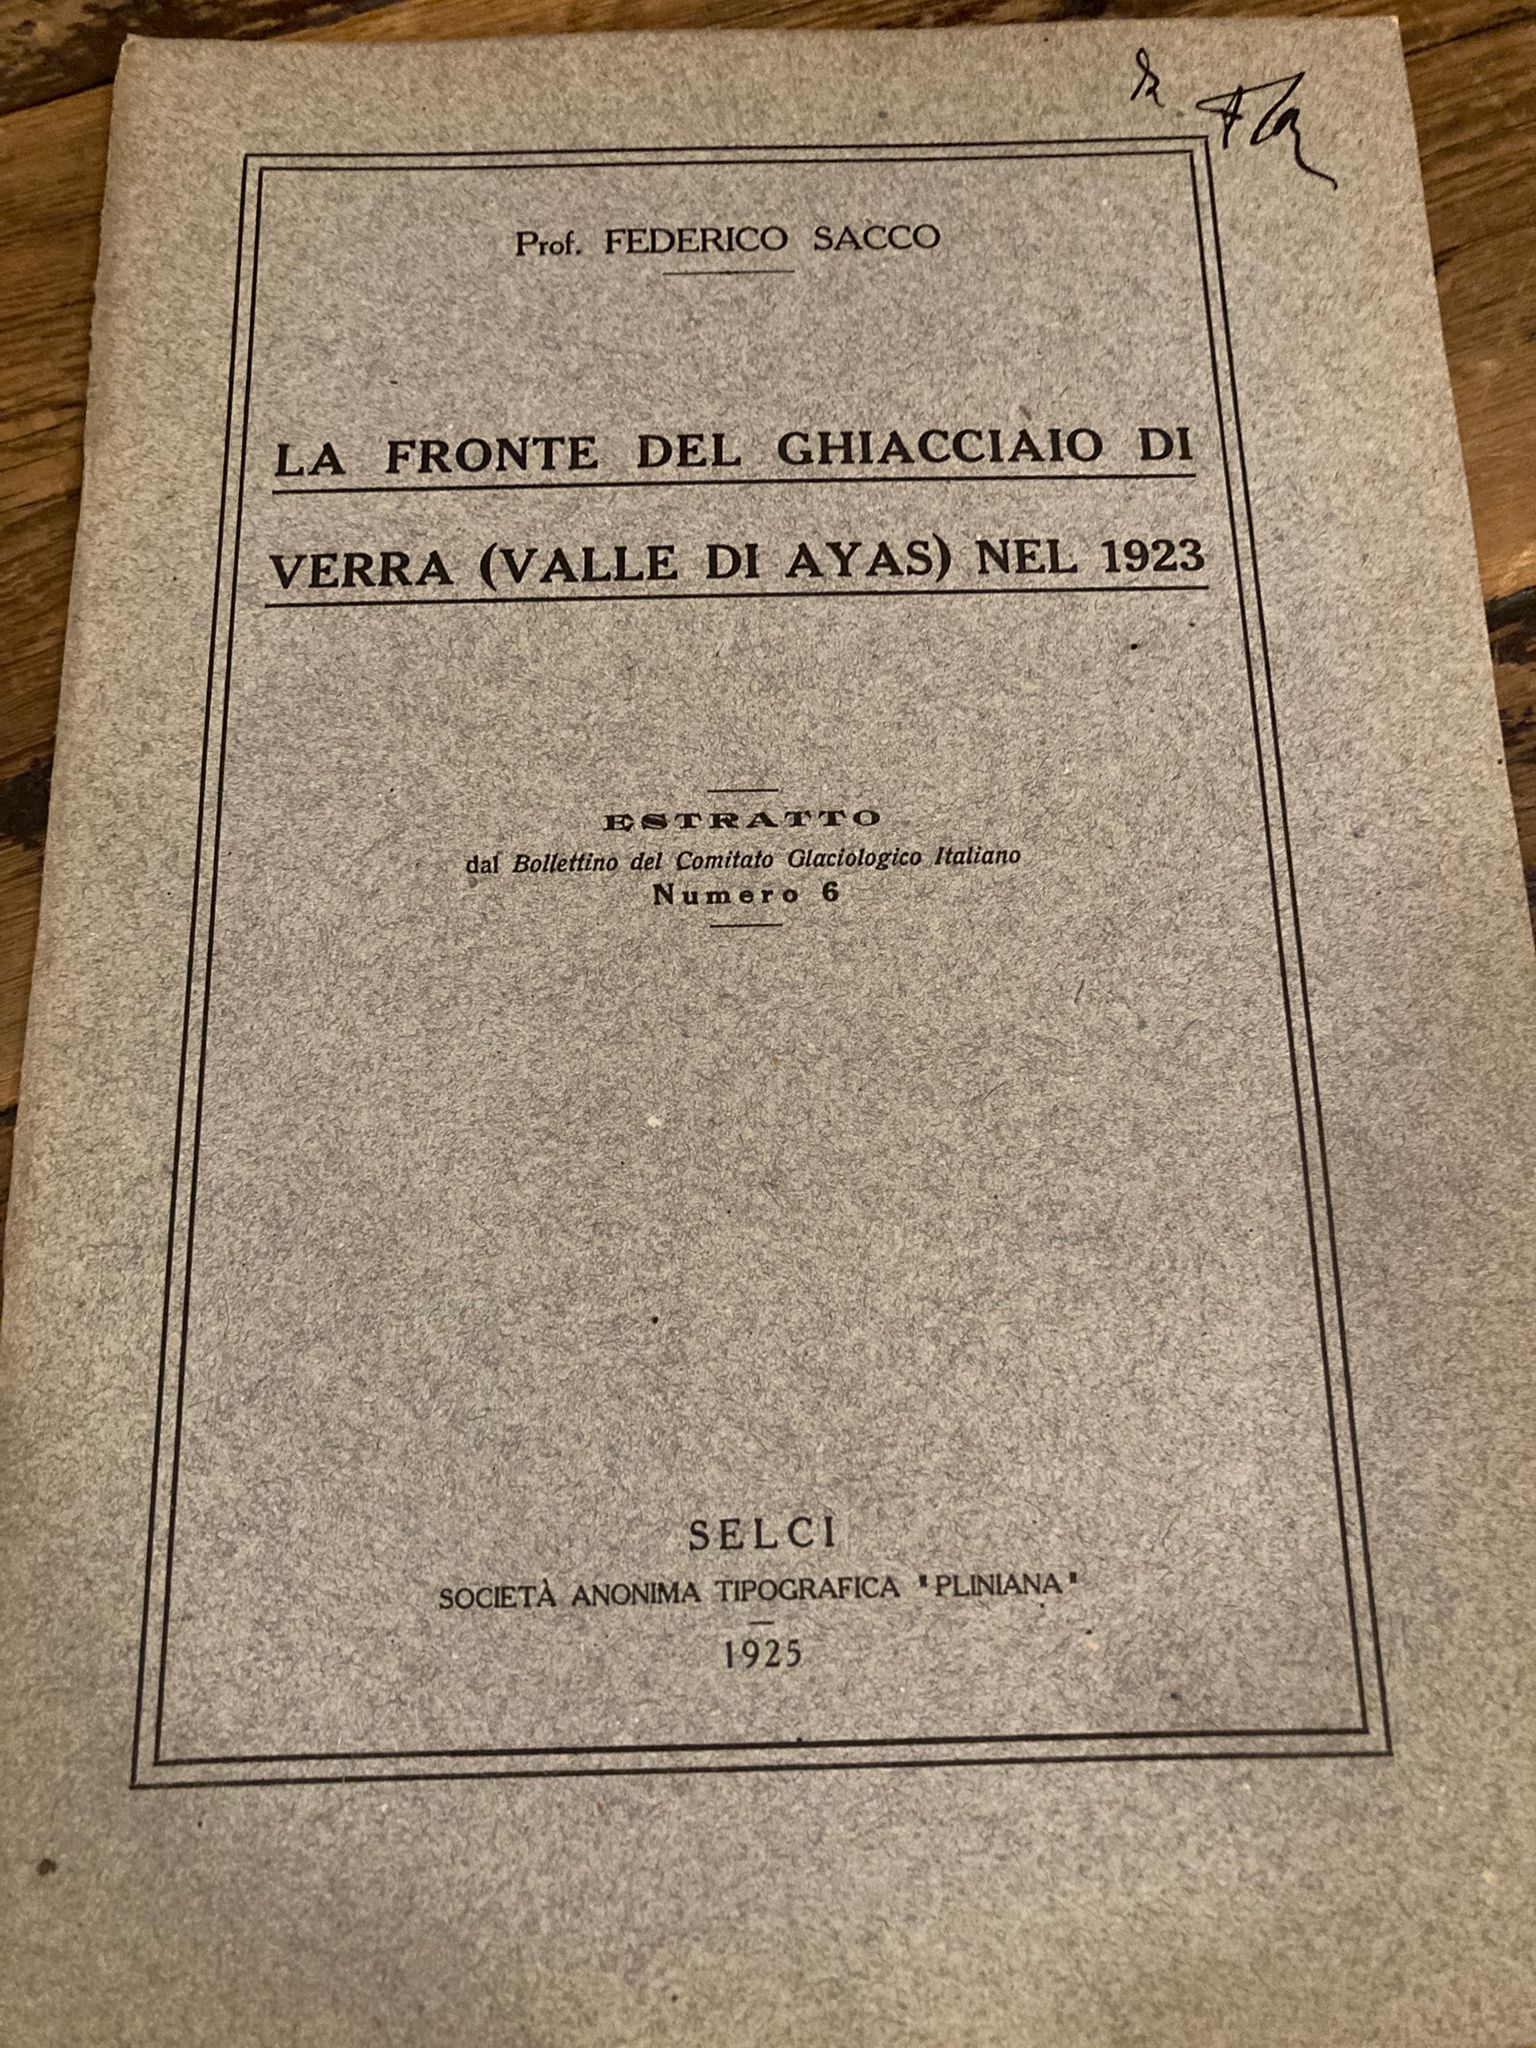 Prof. FEDERICO SACCO
LA FRONTE DEL GHIACCIAIO DI
VERRA (VALLE DI AYAS) NEL 1923
ESTRATTO
dal Bollettino del Comitato Glaciologico Italiano
Numero 6
SELCI
SOCIETÀ ANONIMA TIPOGRAFICA "PLINIANA"
1925